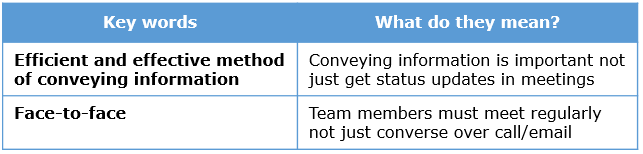 Key words What do they mean?
Efficient and effective method Conveying information is important not
of conveying information just get status updates in meetings
Face-to-face Team members must meet regularly
not just converse over call/email